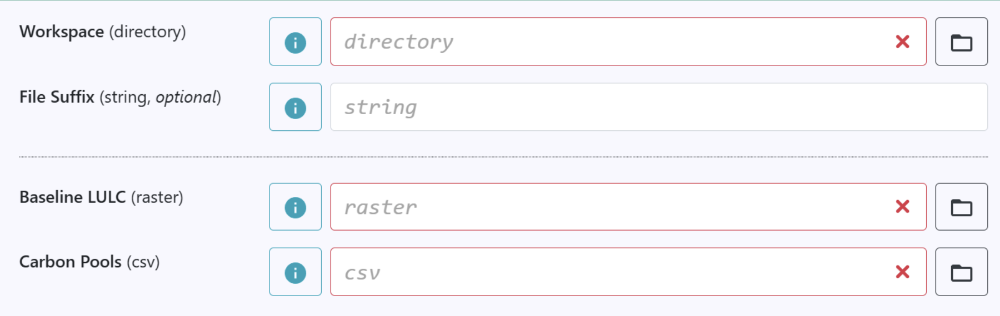 Workspace (directory)
directory
File Suffix (string, optional)
string
Baseline LULC (raster)
raster
Carbon Pools (csv)
csv